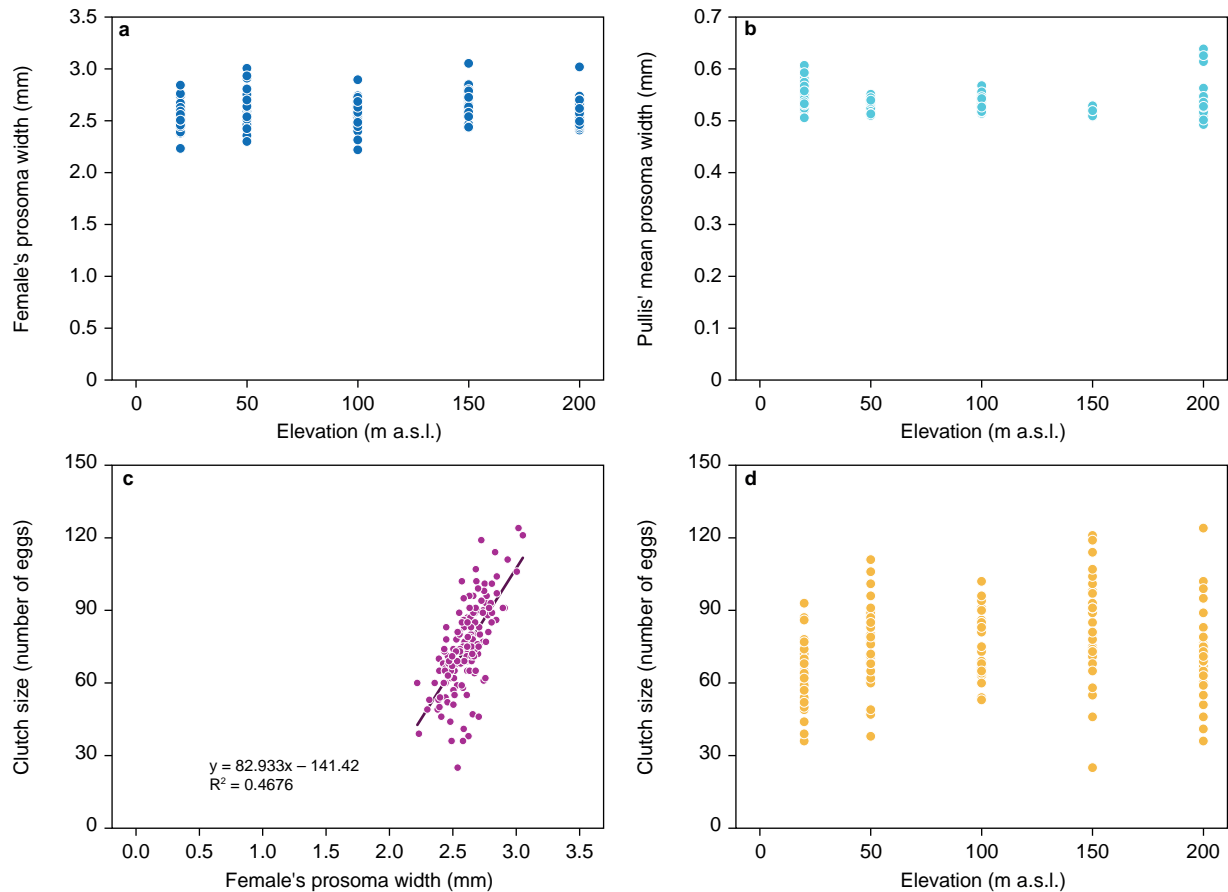 a
3.5
3.0
2.5
2.0
1.5
1.0
0.5
0
Female's prosoma width (mm)
0 50 100 150 200
Elevation (m a.s.l.)
b
0.7
0.6
0.5
0.4
0.3
0.2
0.1
0
Pullis' mean prosoma width (mm)
0 50 100 150 200
Elevation (m a.s.l.)
c
150
120
90
60
30
0
Clutch size (number of eggs)
y = 82.933x – 141.42
R² = 0.4676
0.0 0.5 1.0 1.5 2.0 2.5 3.0 3.5
Female's prosoma width (mm)
d
150
120
90
60
30
0
Clutch size (number of eggs)
0 50 100 150 200
Elevation (m a.s.l.)